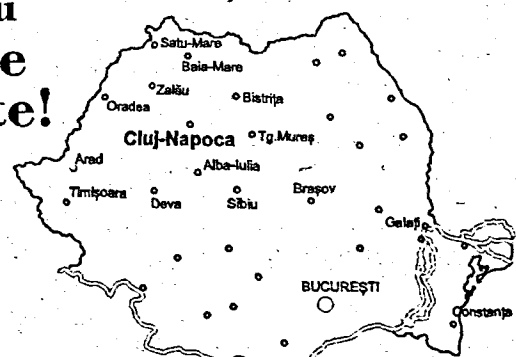 u
e
te!
Satu-Mare
Baia-Mare
Zalău
Oradea
Bistrița
Cluj-Napoca
Tg.Mureș
Arad
Alba-Iulia
Timișoara
Deva
Sibiu
Brașov
Galați
BUCUREȘTI
Constanța